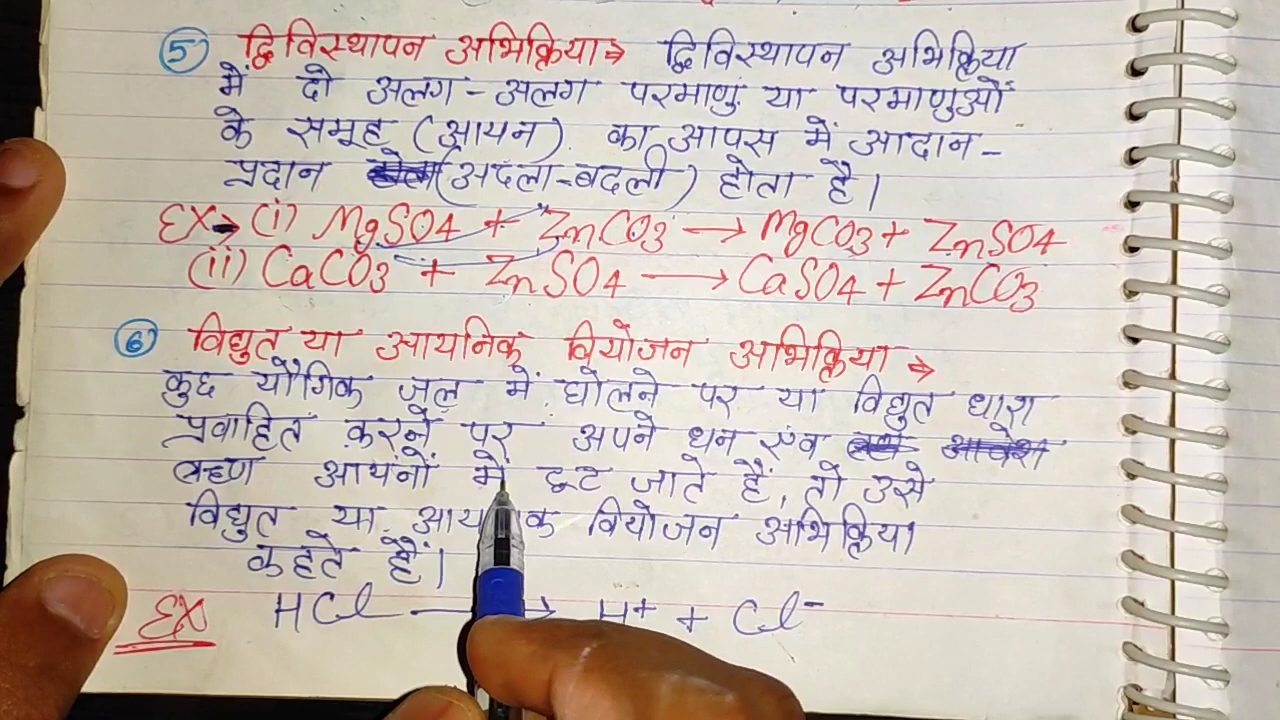 5 द्विविस्थापन अभिक्रिया → द्विविस्थापन अभिक्रिया
में दो अलग-अलग परमाणु या परमाणुओं
के समूह (आयन) का आपस में आदान-
प्रदान (अदला-बदली) होता है।
EX → (i) MgSO4 + ZnCO3 → MgCO3 + ZnSO4
(ii) CaCO3 + ZnSO4 → CaSO4 + ZnCO3
6 विद्युत या आयनिक वियोजन अभिक्रिया →
कुछ यौगिक जल में घोलने पर या विद्युत धारा
प्रवाहित करने पर अपने धन एंव
ऋण आयनों में टूट जाते हैं, तो उसे
विद्युत या वियोजन अभिक्रिया
कहते हैं।
EX HCl → H+ + Cl-